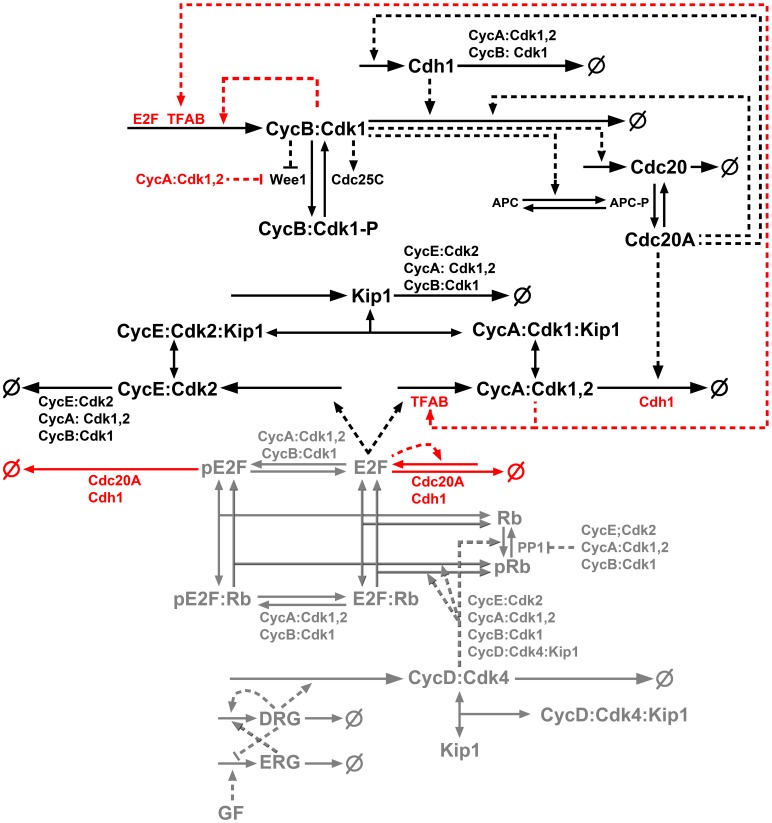 CycA:Cdk1,2
CycB: Cdk1
Cdh1
∅
E2F TFAB
CycB:Cdk1
∅
CycA:Cdk1,2
Wee1
Cdc25C
Cdc20
∅
APC
APC-P
CycB:Cdk1-P
Cdc20A
CycE:Cdk2
CycA: Cdk1,2
CycB:Cdk1
Kip1
∅
CycE:Cdk2:Kip1
CycA:Cdk1:Kip1
∅
CycE:Cdk2
CycA:Cdk1,2
∅
CycE:Cdk2
CycA: Cdk1,2
CycB:Cdk1
TFAB
Cdh1
CycA:Cdk1,2
CycB:Cdk1
∅
pE2F
E2F
∅
Cdc20A
Cdh1
Cdc20A
Cdh1
Rb
PP1
CycE;Cdk2
CycA:Cdk1,2
CycB:Cdk1
pRb
pE2F:Rb
E2F:Rb
CycA:Cdk1,2
CycB:Cdk1
CycE:Cdk2
CycA:Cdk1,2
CycB:Cdk1
CycD:Cdk4:Kip1
CycD:Cdk4
∅
DRG
∅
CycD:Cdk4:Kip1
Kip1
ERG
∅
GF